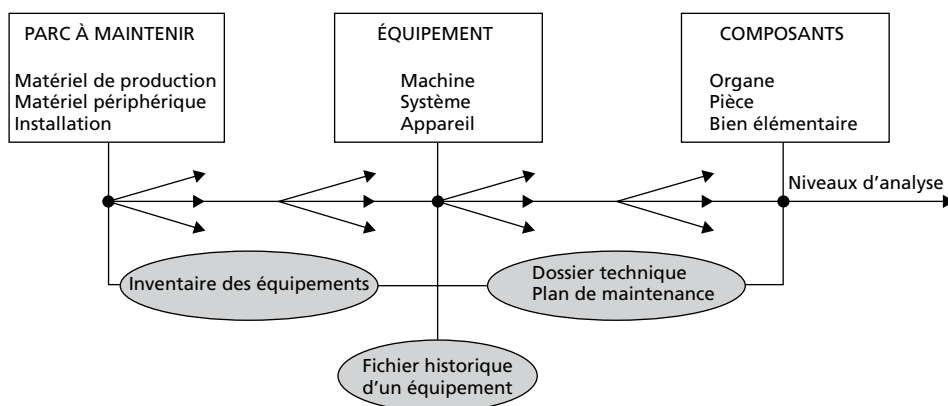 PARC À MAINTENIR
Matériel de production
Matériel périphérique
Installation
ÉQUIPEMENT
Machine
Système
Appareil
COMPOSANTS
Organe
Pièce
Bien élémentaire
Niveaux d'analyse
Inventaire des équipements
Dossier technique
Plan de maintenance
Fichier historique
d'un équipement